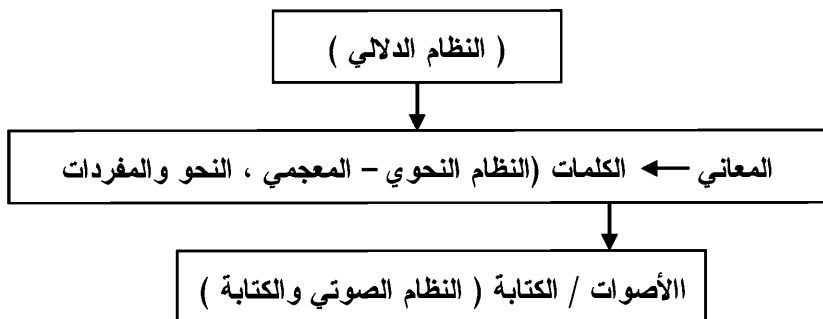 ( النظام الدلالي )
المعاني ← الكلمات (النظام النحوي – المعجمي ، النحو والمفردات
االأصوات / الكتابة ( النظام الصوتي والكتابة )